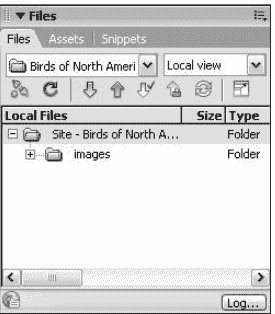 Files
Files Assets Snippets
Birds of North Ameri Local view
Local Files Size Type
Site - Birds of North A... Folder
images Folder
Log...